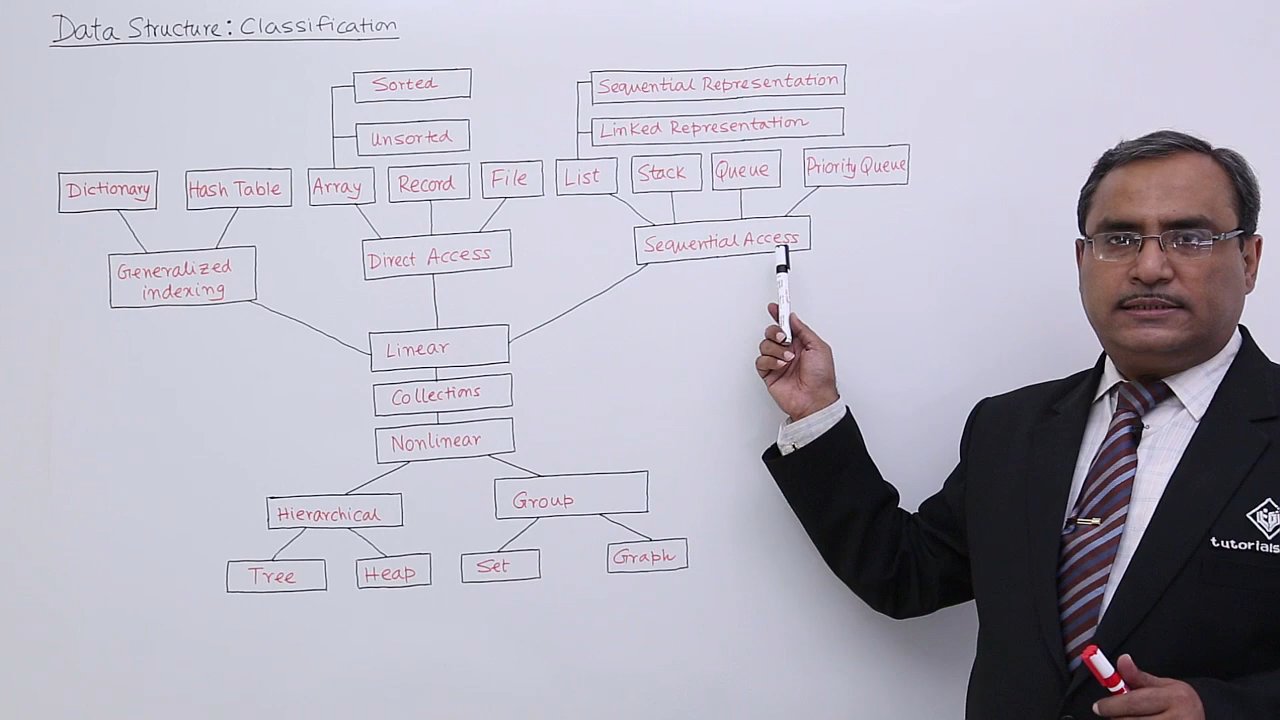 Data Structure: Classification
Sorted
Unsorted
Sequential Representation
Linked Representation
Dictionary
Hash Table
Array
Record
File
List
Stack
Queue
Priority Queue
Generalized
indexing
Direct Access
Sequential Access
Linear
Collections
Nonlinear
Hierarchical
Group
Tree
Heap
Set
Graph
tutorials